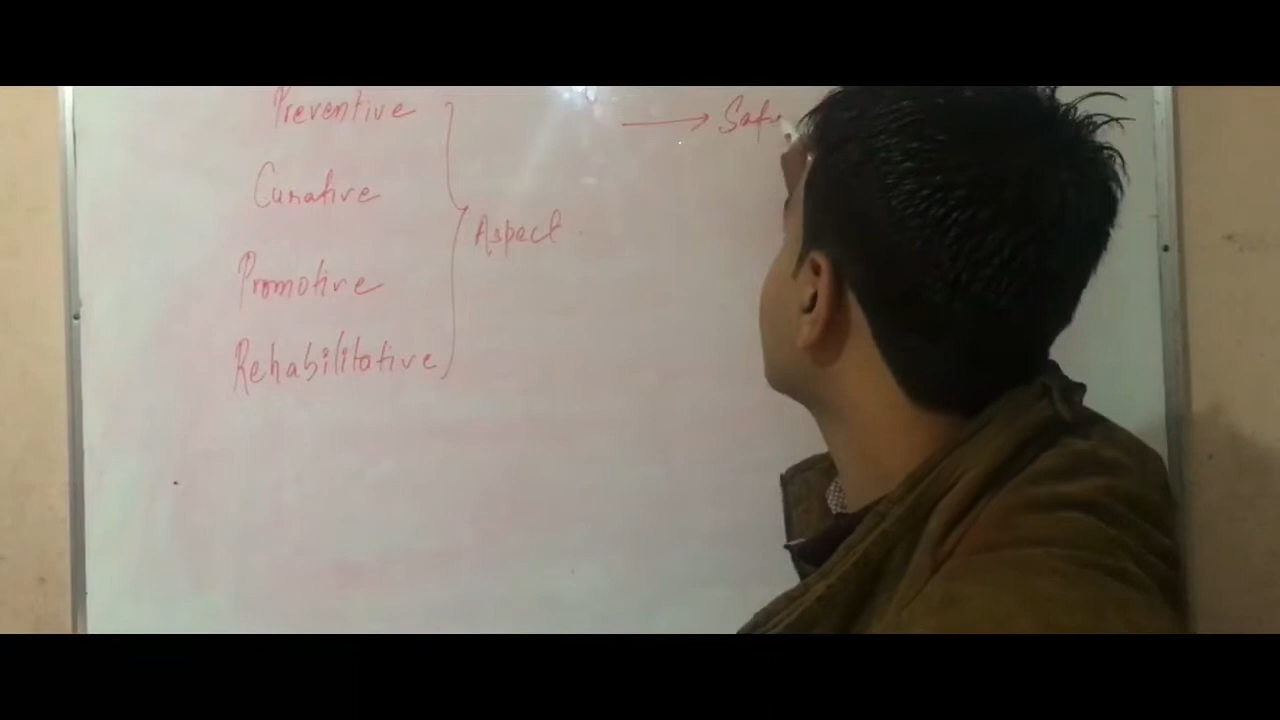 Preventive
Curative
Promotive
Rehabilitative
Aspect
→